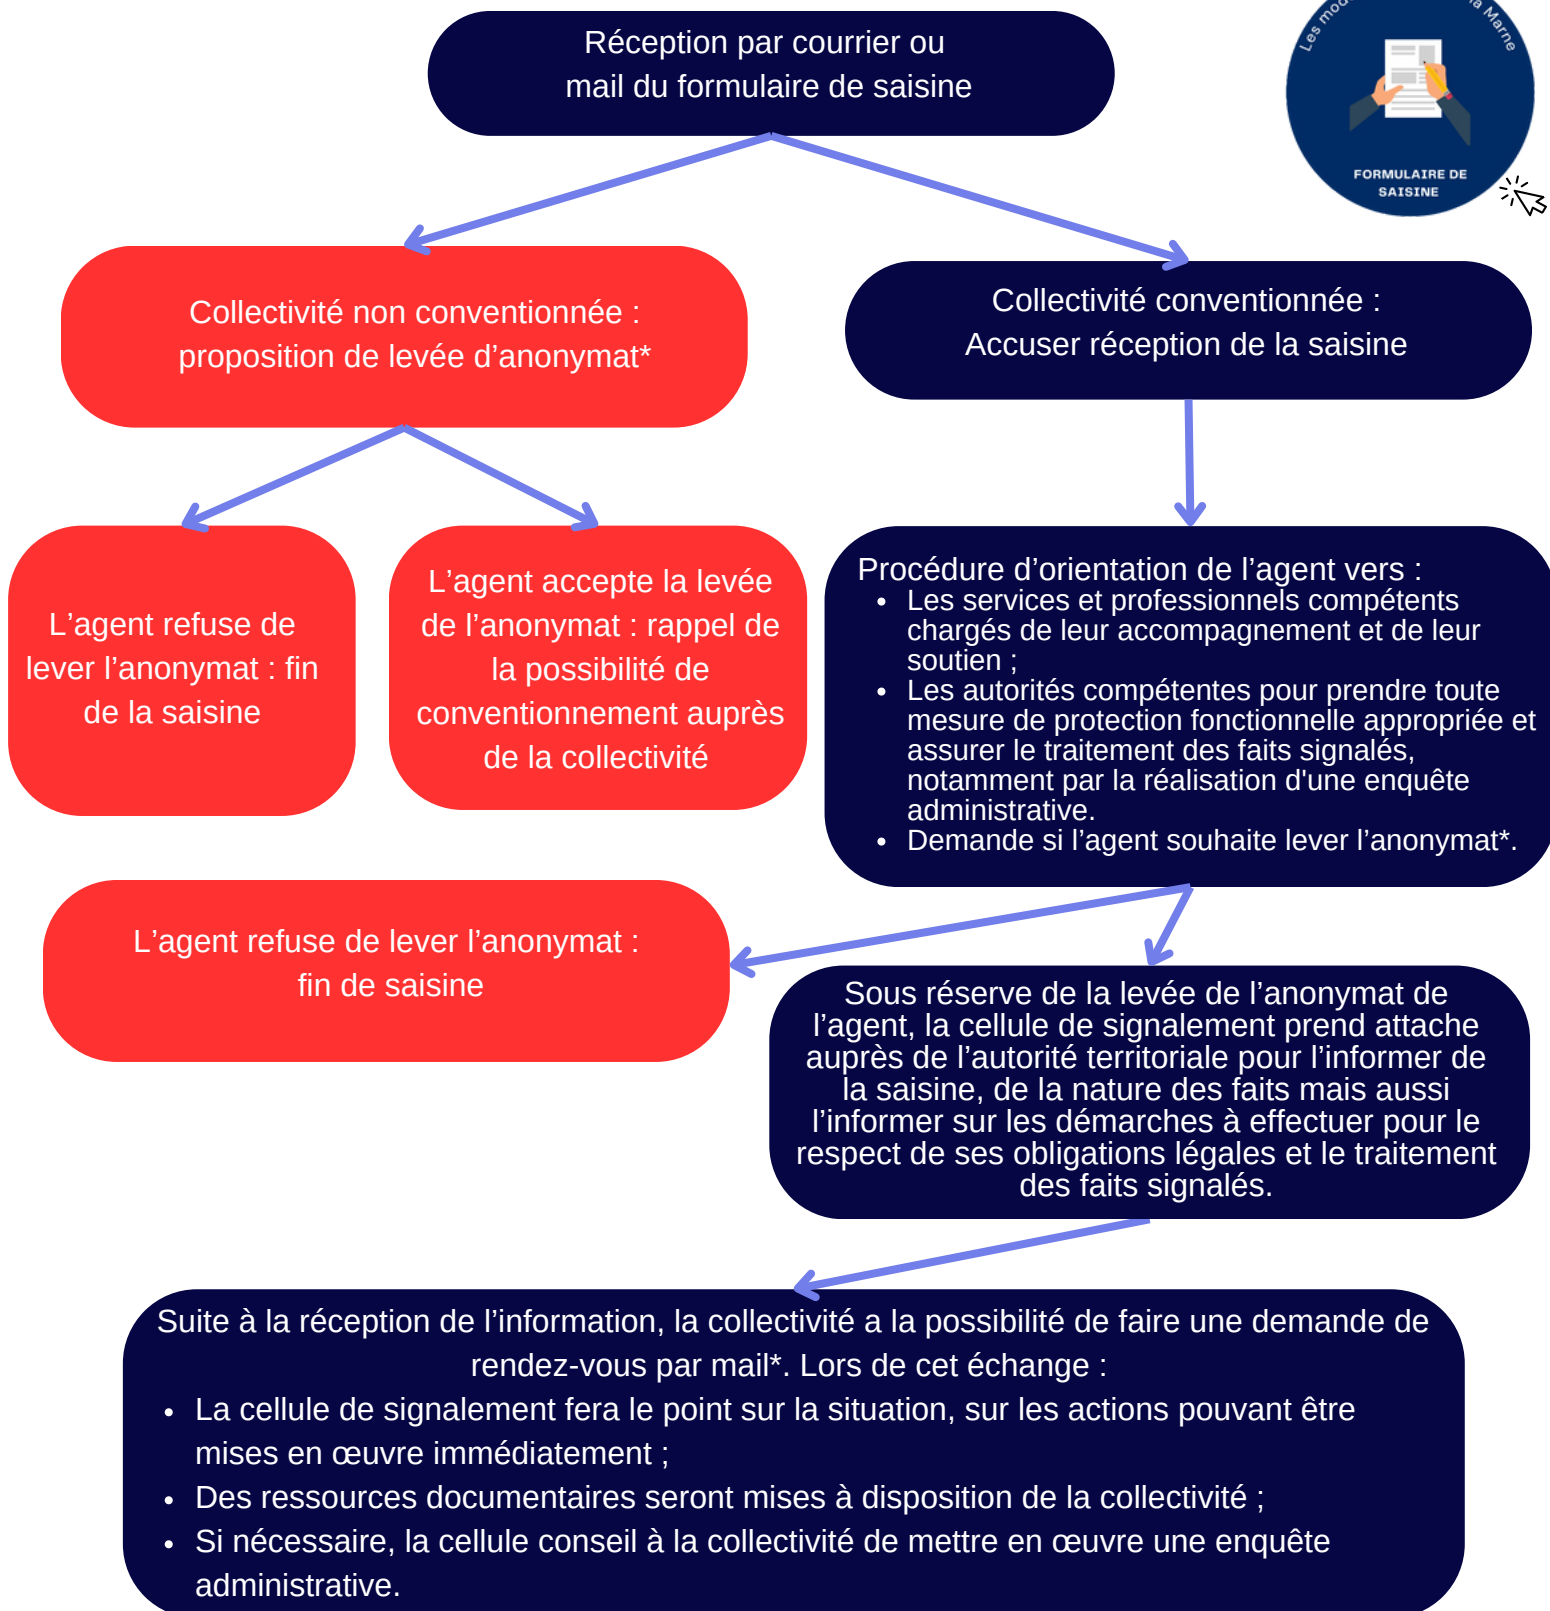 Réception par courrier ou
mail du formulaire de saisine
Les
la Marne
FORMULAIRE DE
SAISINE
Collectivité non conventionnée :
proposition de levée d’anonymat*
Collectivité conventionnée :
Accuser réception de la saisine
L’agent refuse de
lever l’anonymat : fin
de la saisine
L’agent accepte la levée
de l’anonymat : rappel de
la possibilité de
conventionnement auprès
de la collectivité
Procédure d’orientation de l’agent vers :
• Les services et professionnels compétents
chargés de leur accompagnement et de leur
soutien ;
• Les autorités compétentes pour prendre toute
mesure de protection fonctionnelle appropriée et
assurer le traitement des faits signalés,
notamment par la réalisation d'une enquête
administrative.
• Demande si l’agent souhaite lever l’anonymat*.
L’agent refuse de lever l’anonymat :
fin de saisine
Sous réserve de la levée de l’anonymat de
l’agent, la cellule de signalement prend attache
auprès de l’autorité territoriale pour l’informer de
la saisine, de la nature des faits mais aussi
l’informer sur les démarches à effectuer pour le
respect de ses obligations légales et le traitement
des faits signalés.
Suite à la réception de l’information, la collectivité a la possibilité de faire une demande de
rendez-vous par mail*. Lors de cet échange :
• La cellule de signalement fera le point sur la situation, sur les actions pouvant être
mises en œuvre immédiatement ;
• Des ressources documentaires seront mises à disposition de la collectivité ;
• Si nécessaire, la cellule conseil à la collectivité de mettre en œuvre une enquête
administrative.